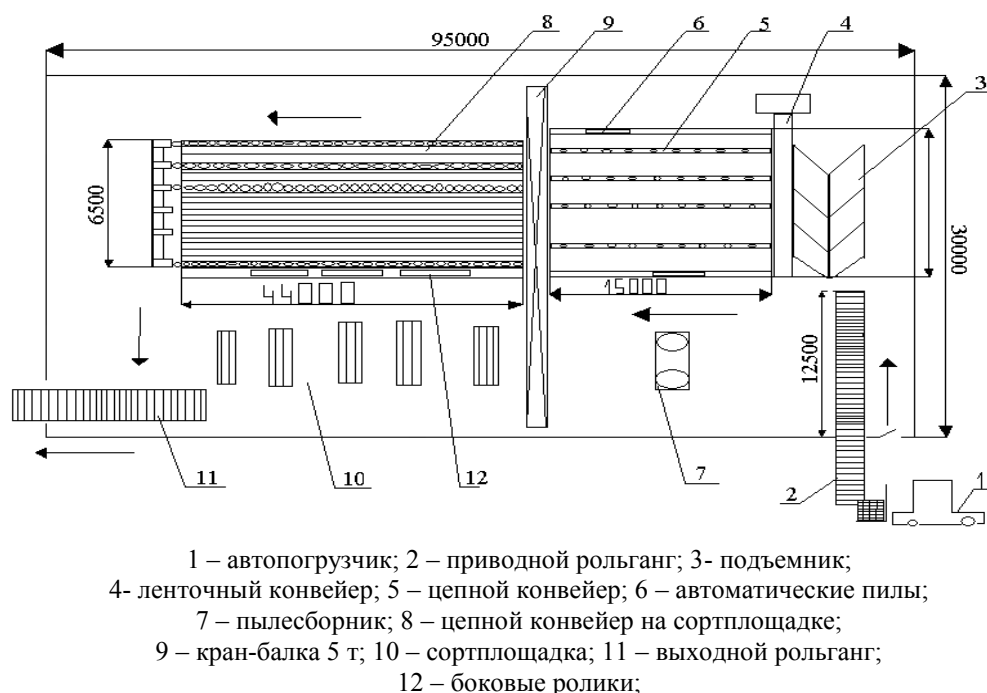 8 9 6 5 4
95000
3
6500
30000
44000
15000
12500
11 10 12 7 2 1
1 – автопогрузчик; 2 – приводной рольганг; 3- подъемник;
4- ленточный конвейер; 5 – цепной конвейер; 6 – автоматические пилы;
7 – пылесборник; 8 – цепной конвейер на сортплощадке;
9 – кран-балка 5 т; 10 – сортплощадка; 11 – выходной рольганг;
12 – боковые ролики;